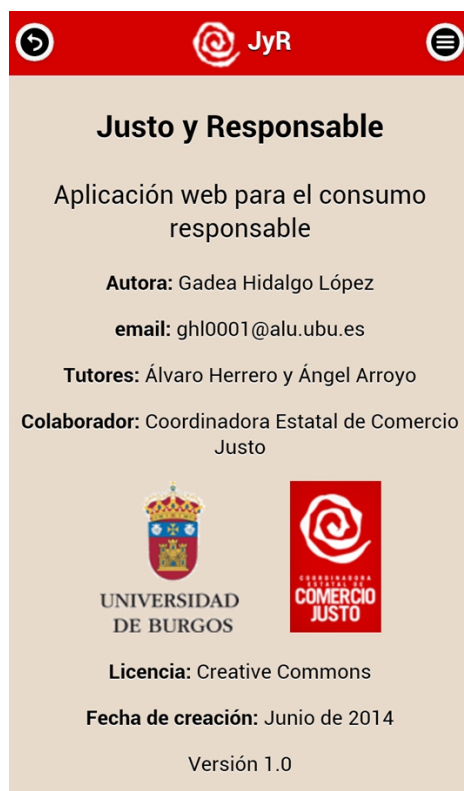 JyR
Justo y Responsable
Aplicación web para el consumo
responsable
Autora: Gadea Hidalgo López
email: ghl0001@alu.ubu.es
Tutores: Álvaro Herrero y Ángel Arroyo
Colaborador: Coordinadora Estatal de Comercio
Justo
UNIVERSIDAD
DE BURGOS
COORDINADORA
ESTATAL DE
COMERCIO
JUSTO
Licencia: Creative Commons
Fecha de creación: Junio de 2014
Versión 1.0